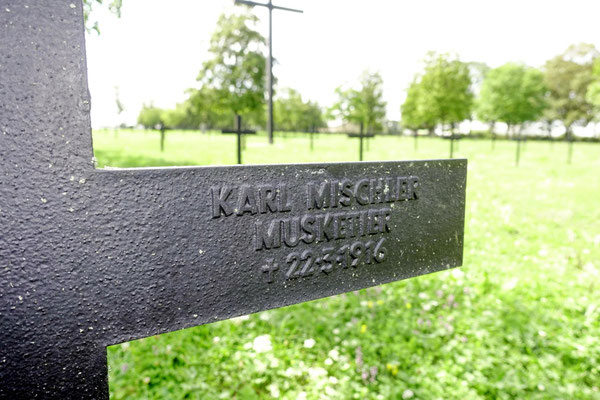 KARL MISCHLER
MUSKETIER
† 22·3·1916